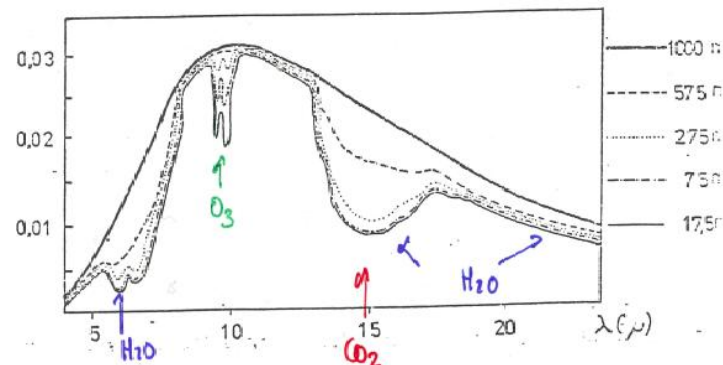 0,03
0,02
0,01
1000 п
575 п
275 п
75 п
17,5 п
O₃
H₂O
H₂O
CO₂
5
10
15
20
λ(μ)